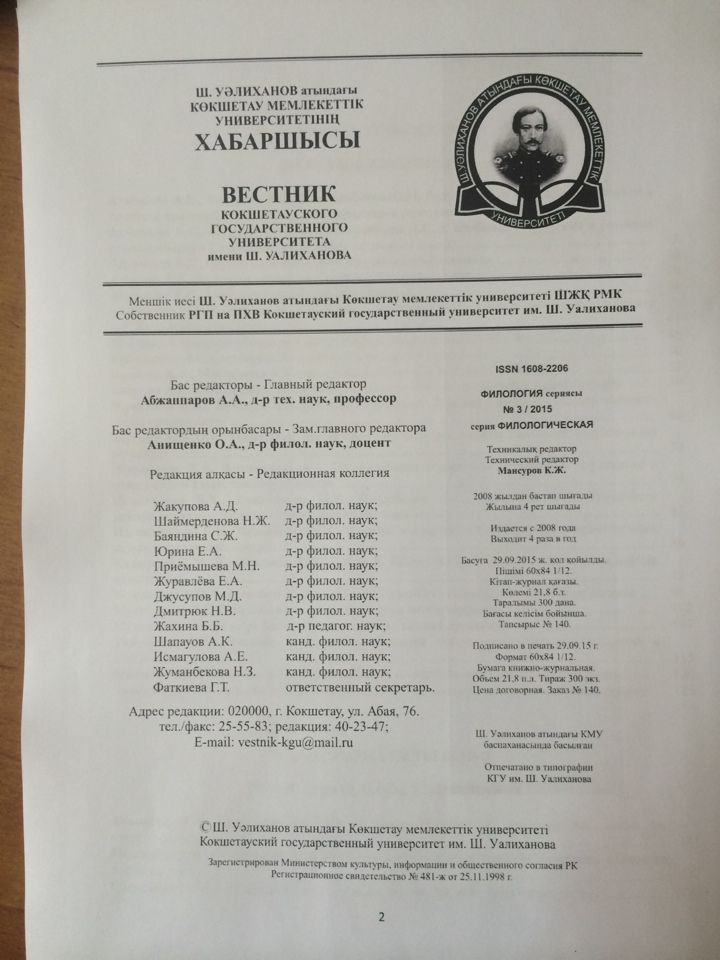 Ш. УӘЛИХАНОВ атындағы
КӨКШЕТАУ МЕМЛЕКЕТТІК
УНИВЕРСИТЕТІНІҢ
ХАБАРШЫСЫ
ВЕСТНИК
КОКШЕТАУСКОГО
ГОСУДАРСТВЕННОГО
УНИВЕРСИТЕТА
имени Ш. УАЛИХАНОВА
Ш.УӘЛИХАНОВ АТЫНДАҒЫ КӨКШЕТАУ МЕМЛЕКЕТТІК
УНИВЕРСИТЕТІ
Меншік иесі Ш. Уәлиханов атындағы Көкшетау мемлекеттік университеті ШЖҚ РМК
Собственник РГП на ПХВ Кокшетауский государственный университет им. Ш. Уалиханова
Бас редакторы - Главный редактор
Абжаппаров А.А., д-р тех. наук, профессор
Бас редактордың орынбасары - Зам.главного редактора
Анищенко О.А., д-р филол. наук, доцент
Редакция алқасы - Редакционная коллегия
Жакупова А.Д. д-р филол. наук;
Шаймерденова Н.Ж. д-р филол. наук;
Баяндина С.Ж. д-р филол. наук;
Юрина Е.А. д-р филол. наук;
Приёмышева М.Н. д-р филол. наук;
Журавлёва Е.А. д-р филол. наук;
Джусупов М.Д. д-р филол. наук;
Дмитрюк Н.В. д-р филол. наук;
Жахина Б.Б. д-р педагог. наук;
Шапауов А.К. канд. филол. наук;
Исмагулова А.Е. канд. филол. наук;
Жуманбекова Н.З. канд. филол. наук;
Фаткиева Г.Т. ответственный секретарь.
Адрес редакции: 020000, г. Кокшетау, ул. Абая, 76.
тел./факс: 25-55-83; редакция: 40-23-47;
E-mail: vestnik-kgu@mail.ru
ISSN 1608-2206
ФИЛОЛОГИЯ сериясы
№ 3 / 2015
серия ФИЛОЛОГИЧЕСКАЯ
Техникалық редактор
Технический редактор
Мансуров К.Ж.
2008 жылдан бастап шығады
Жылына 4 рет шығады
Издается с 2008 года
Выходит 4 раза в год
Басуға 29.09.2015 ж. қол қойылды.
Пішімі 60х84 1/12.
Кітап-журнал қағазы.
Көлемі 21,8 б.т.
Таралымы 300 дана.
Бағасы келісім бойынша.
Тапсырыс № 140.
Подписано в печать 29.09.15 г.
Формат 60х84 1/12.
Бумага книжно-журнальная.
Объем 21,8 п.л. Тираж 300 экз.
Цена договорная. Заказ № 140.
Ш. Уәлиханов атындағы КМУ
баспаханасында басылған
Отпечатано в типографии
КГУ им. Ш. Уалиханова
© Ш. Уәлиханов атындағы Көкшетау мемлекеттік университеті
Кокшетауский государственный университет им. Ш. Уалиханова
Зарегистрирован Министерством культуры, информации и общественного согласия РК
Регистрационное свидетельство № 481-ж от 25.11.1998 г.
2